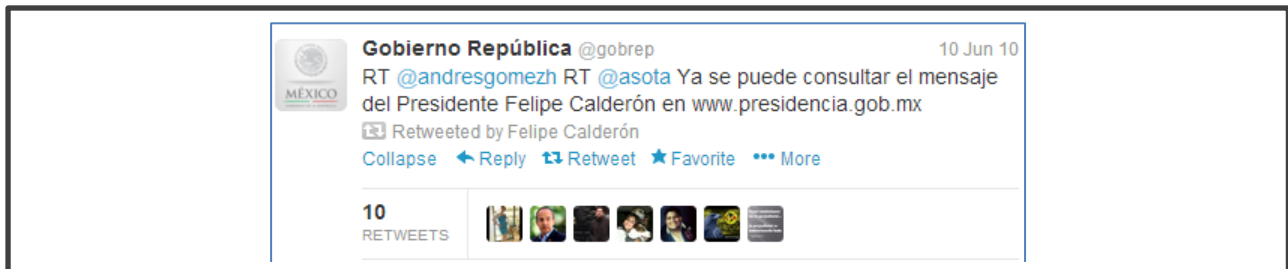 Gobierno República @gobrep 10 Jun 10
RT @andresgomezh RT @asota Ya se puede consultar el mensaje
del Presidente Felipe Calderón en www.presidencia.gob.mx
MÉXICO
Retweeted by Felipe Calderón
Collapse Reply Retweet Favorite More
10
RETWEETS